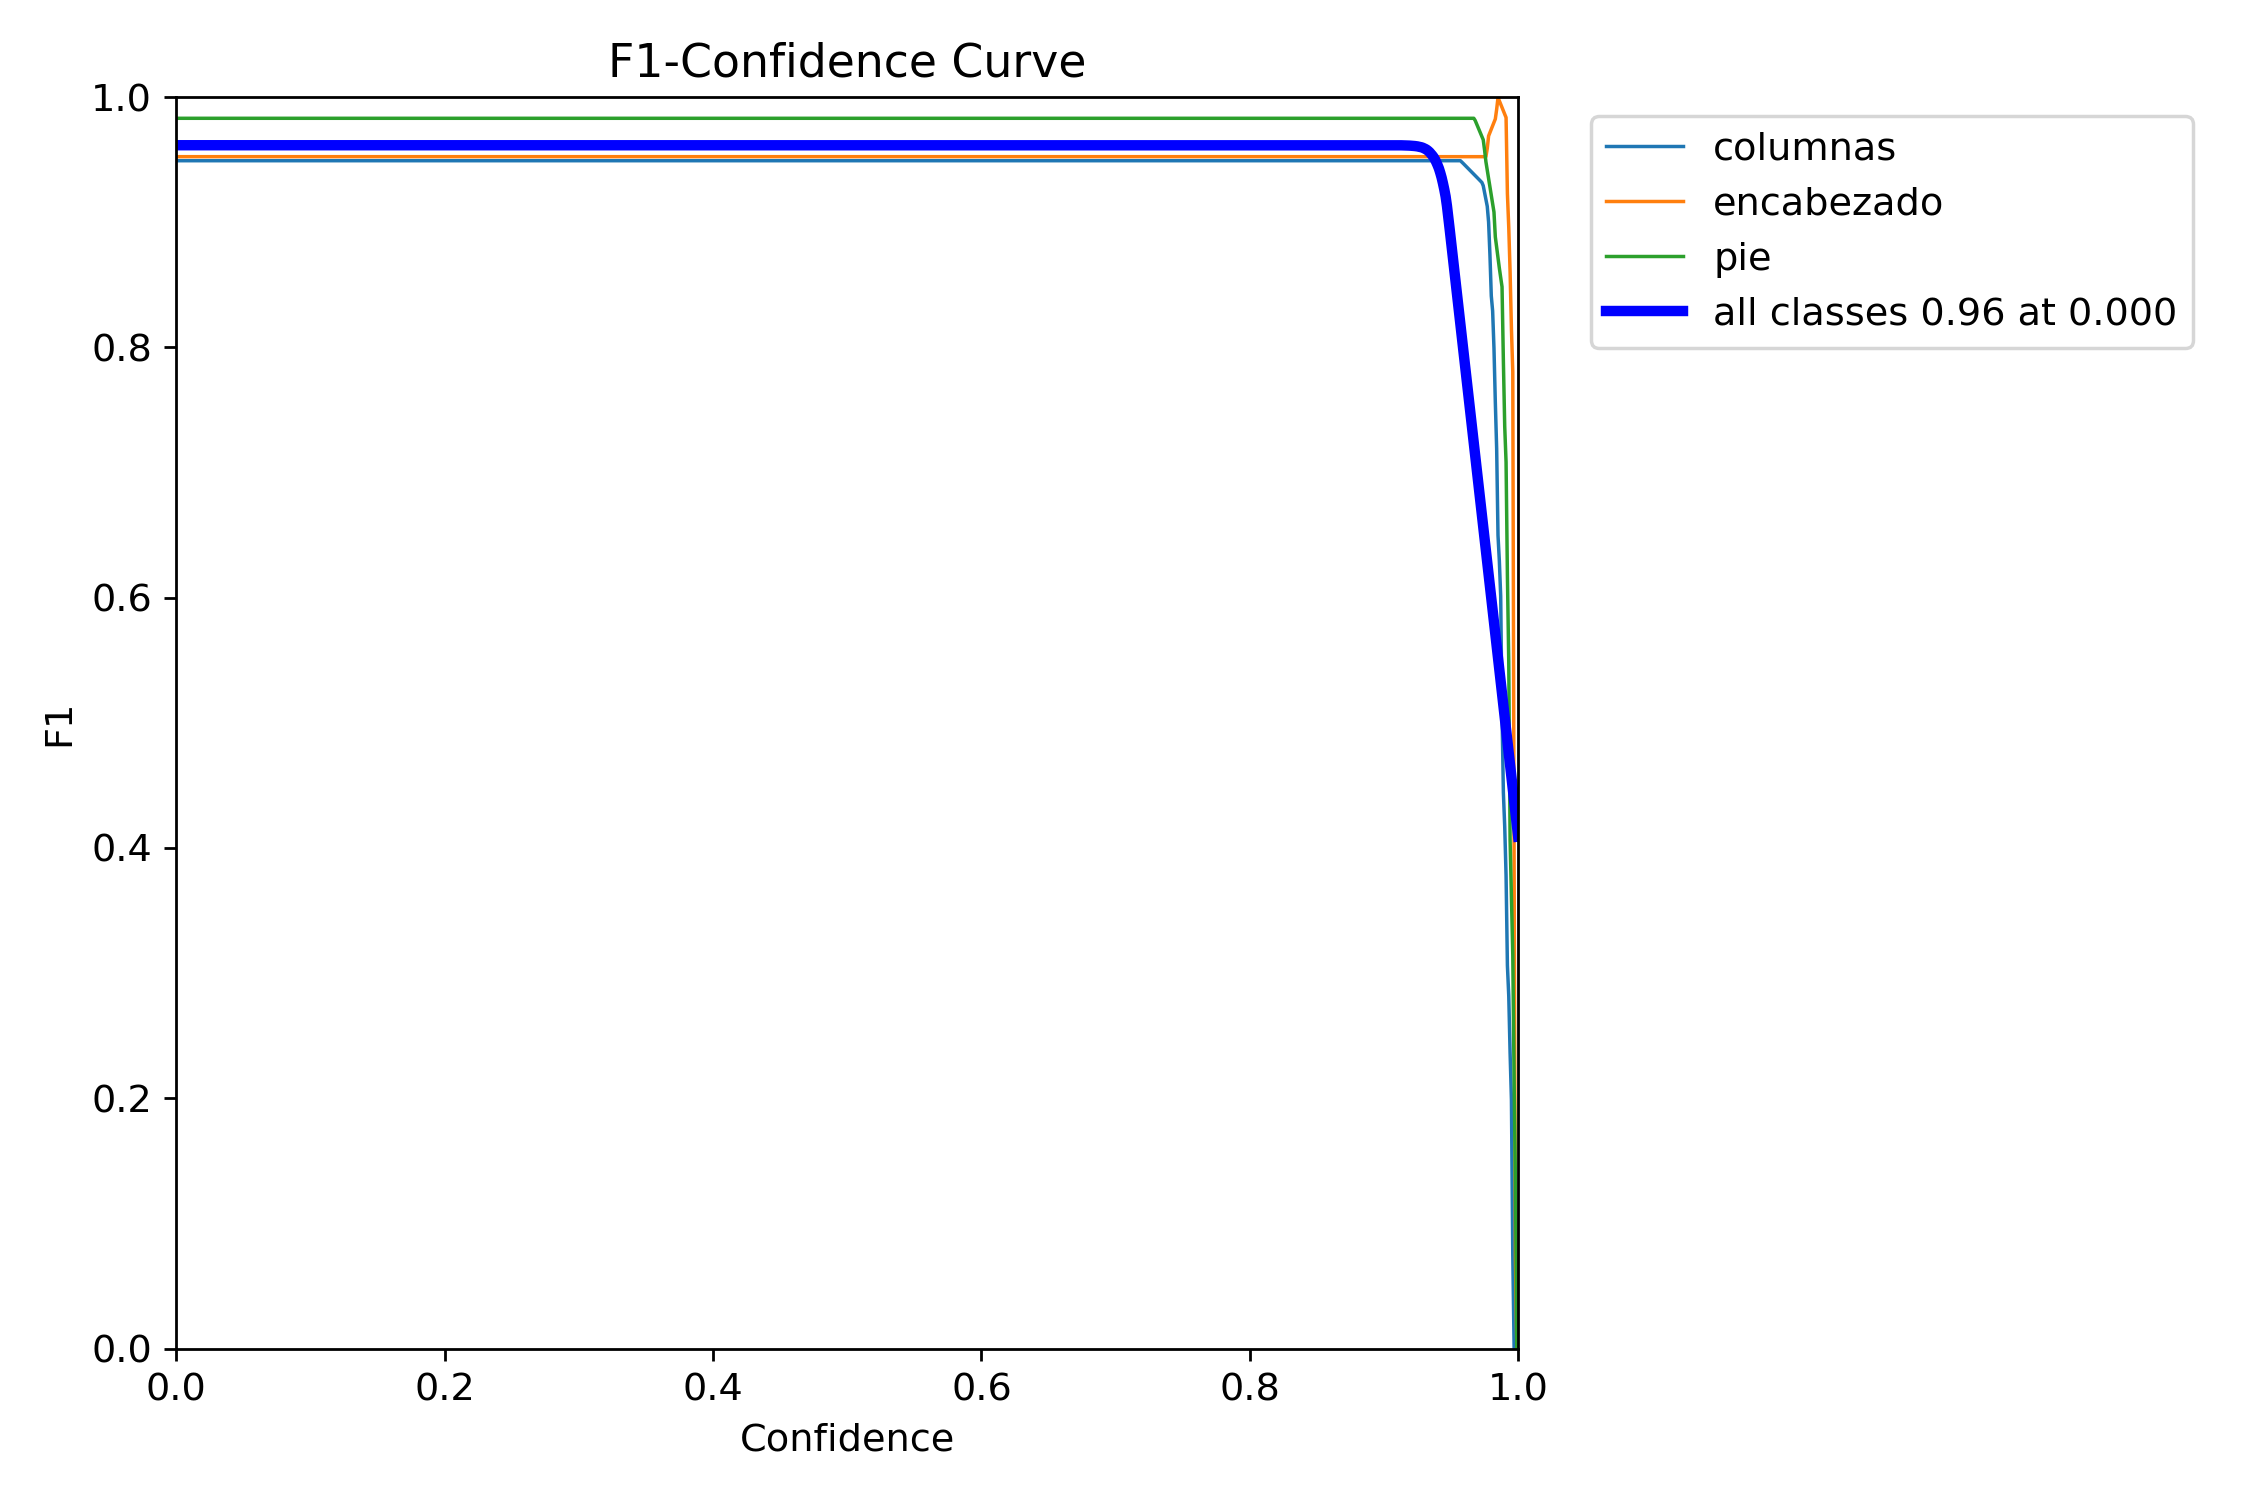 F1-Confidence Curve
1.0
0.8
0.6
0.4
0.2
0.0
F1
0.0 0.2 0.4 0.6 0.8 1.0
Confidence
columnas
encabezado
pie
all classes 0.96 at 0.000